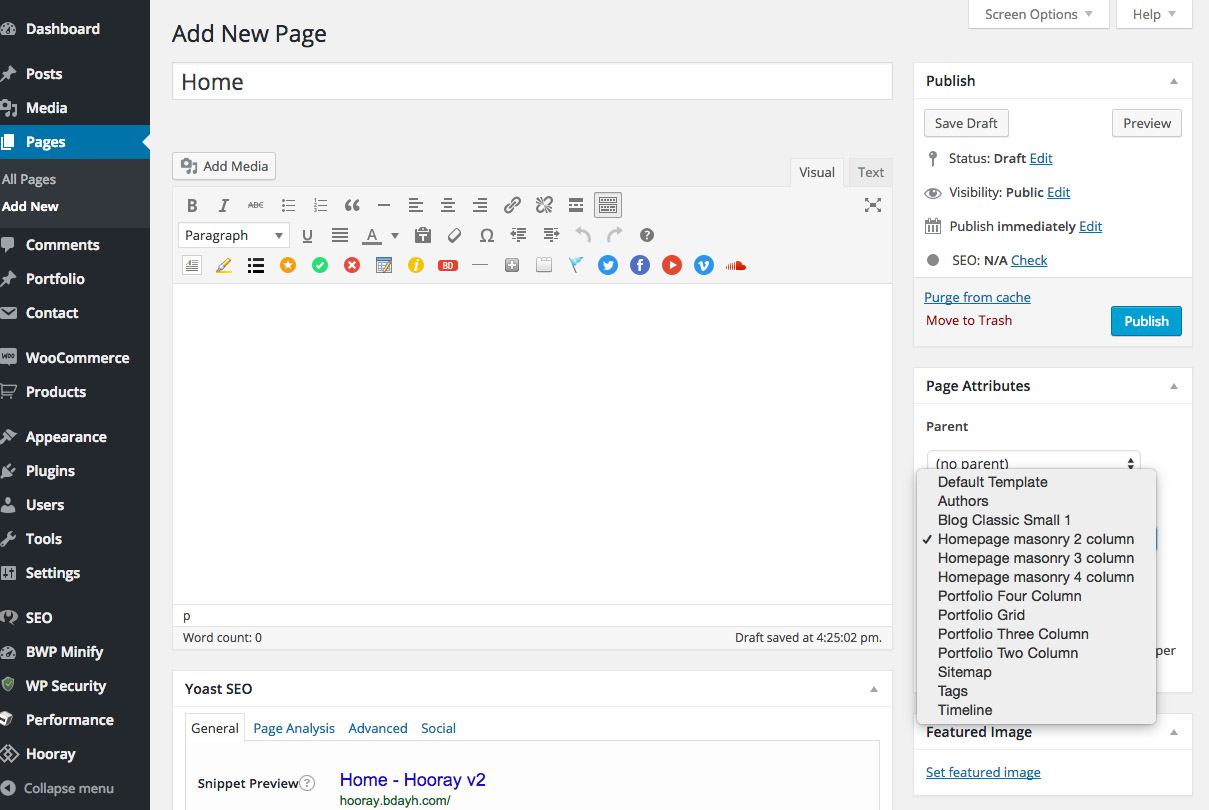 Dashboard
Posts
Media
Pages
All Pages
Add New
Comments
Portfolio
Contact
WOO WooCommerce
Products
Appearance
Plugins
Users
Tools
Settings
SEO
BWP Minify
WP Security
Performance
Hooray
Collapse menu
Screen Options
Help
Add New Page
Home
Add Media
Visual
Text
B I ABC
Paragraph U A T Ω ?
i BD
p
Word count: 0
Draft saved at 4:25:02 pm.
Yoast SEO
General
Page Analysis
Advanced
Social
Snippet Preview ?
Home - Hooray v2
hooray.bdayh.com/
Publish
Save Draft
Preview
Status: Draft Edit
Visibility: Public Edit
Publish immediately Edit
SEO: N/A Check
Purge from cache
Move to Trash
Publish
Page Attributes
Parent
(no parent)
Default Template
Authors
Blog Classic Small 1
✓ Homepage masonry 2 column
Homepage masonry 3 column
Homepage masonry 4 column
Portfolio Four Column
Portfolio Grid
Portfolio Three Column
Portfolio Two Column
per
Sitemap
Tags
Timeline
Featured Image
Set featured image